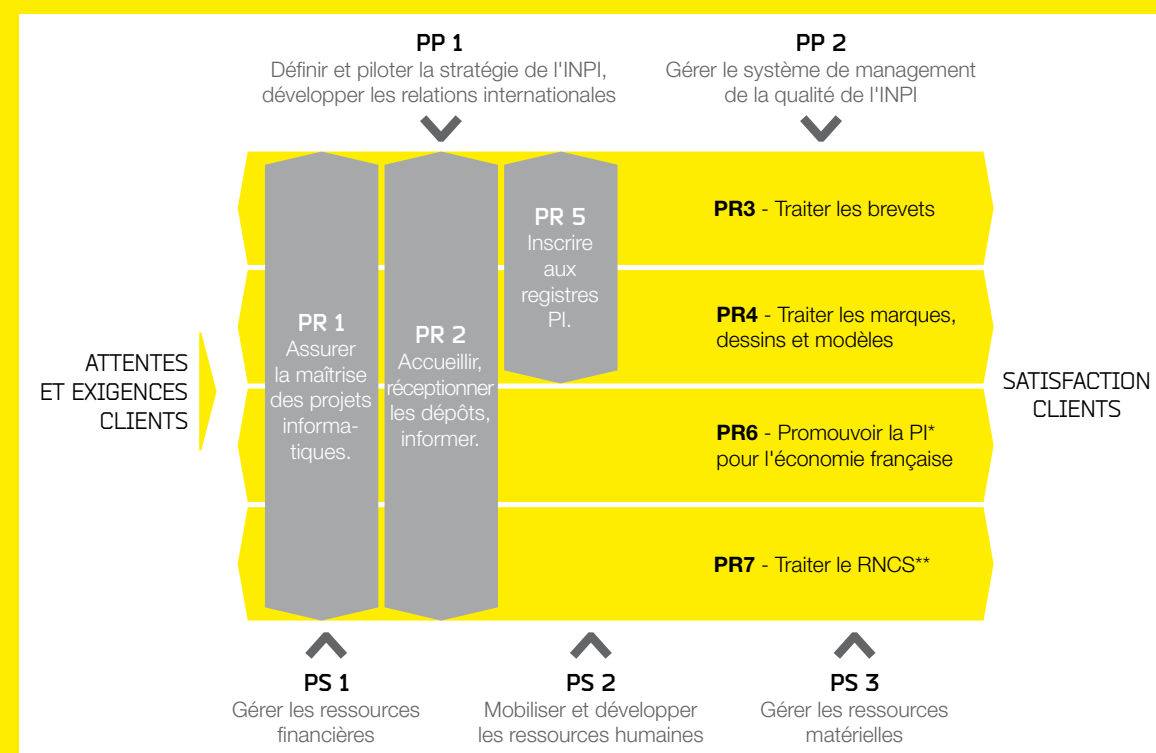 PP 1
Définir et piloter la stratégie de l'INPI,
développer les relations internationales
PP 2
Gérer le système de management
de la qualité de l'INPI
ATTENTES
ET EXIGENCES
CLIENTS
PR 1
Assurer
la maîtrise
des projets
informa-
tiques.
PR 2
Accueillir,
réceptionner
les dépôts,
informer.
PR 5
Inscrire
aux
registres
PI.
PR3 - Traiter les brevets
PR4 - Traiter les marques,
dessins et modèles
PR6 - Promouvoir la PI*
pour l'économie française
PR7 - Traiter le RNCS**
SATISFACTION
CLIENTS
PS 1
Gérer les ressources
financières
PS 2
Mobiliser et développer
les ressources humaines
PS 3
Gérer les ressources
matérielles